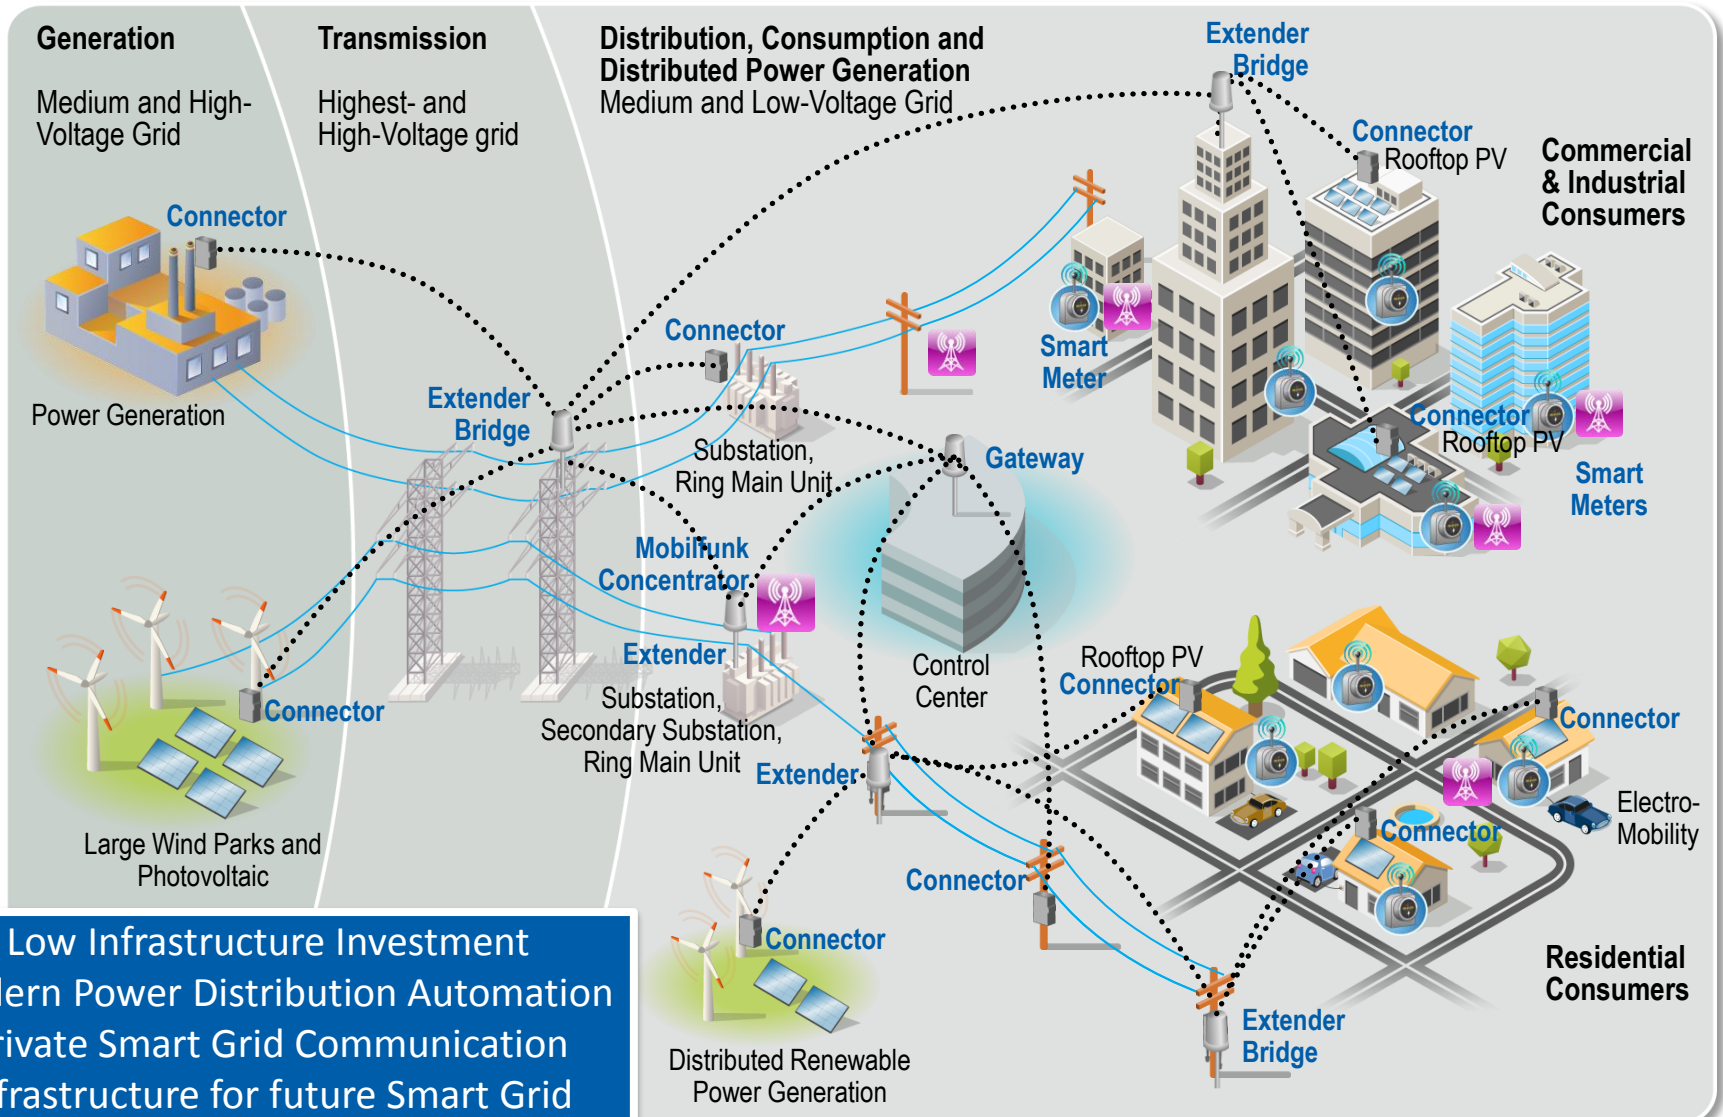 Generation
Medium and High-
Voltage Grid
Transmission
Highest- and
High-Voltage grid
Distribution, Consumption and
Distributed Power Generation
Medium and Low-Voltage Grid
Extender
Bridge
Connector
Rooftop PV
Commercial
& Industrial
Consumers
Connector
Power Generation
Extender
Bridge
Connector
Substation,
Ring Main Unit
Smart
Meter
Connector
Rooftop PV
Smart
Meters
Gateway
Control
Center
Mobilfunk
Concentrator
Extender
Substation,
Secondary Substation,
Ring Main Unit
Connector
Large Wind Parks and
Photovoltaic
Extender
Rooftop PV
Connector
Connector
Electro-
Mobility
Connector
Connector
Connector
Distributed Renewable
Power Generation
Extender
Bridge
Residential
Consumers
Low Infrastructure Investment
dern Power Distribution Automation
rivate Smart Grid Communication
frastructure for future Smart Grid